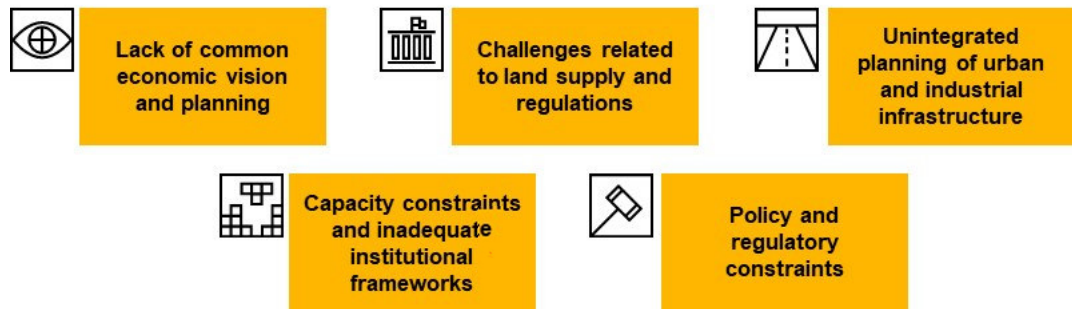 Lack of common
economic vision
and planning
Challenges related
to land supply and
regulations
Unintegrated
planning of urban
and industrial
infrastructure
Capacity constraints
and inadequate
institutional
frameworks
Policy and
regulatory
constraints